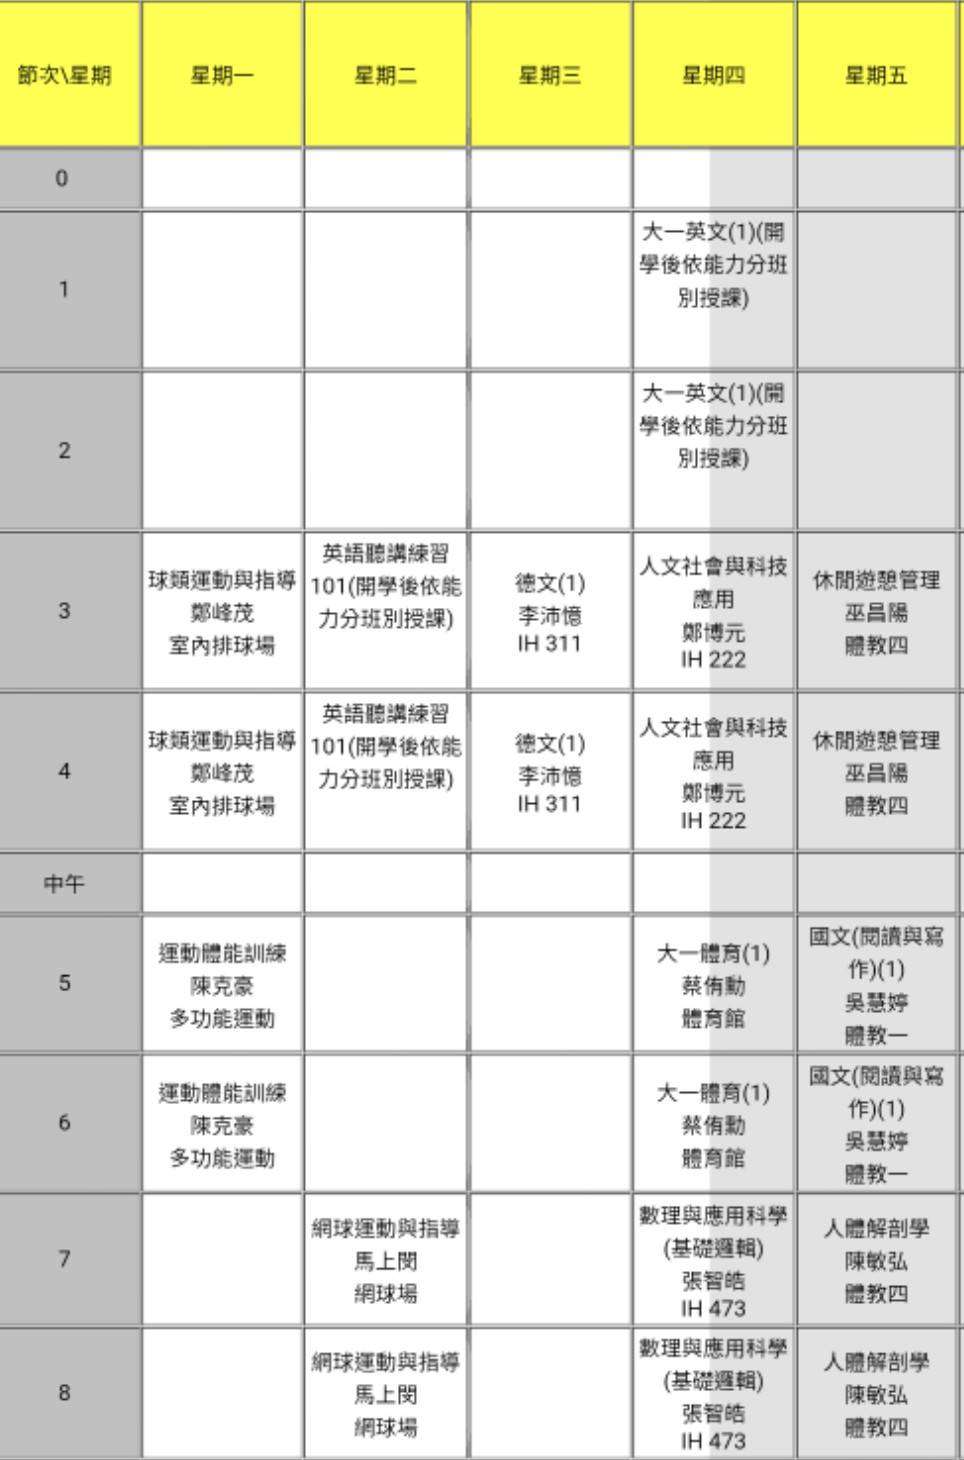 節次\星期
星期一
星期二
星期三
星期四
星期五
0
1
大一英文(1)(開
學後依能力分班
別授課)
2
大一英文(1)(開
學後依能力分班
別授課)
3
球類運動與指導
鄭峰茂
室內排球場
英語聽講練習
101(開學後依能
力分班別授課)
德文(1)
李沛憶
IH 311
人文社會與科技
應用
鄭博元
IH 222
休閒遊憩管理
巫昌陽
體教四
4
球類運動與指導
鄭峰茂
室內排球場
英語聽講練習
101(開學後依能
力分班別授課)
德文(1)
李沛憶
IH 311
人文社會與科技
應用
鄭博元
IH 222
休閒遊憩管理
巫昌陽
體教四
中午
5
運動體能訓練
陳克豪
多功能運動
大一體育(1)
蔡侑勳
體育館
國文(閱讀與寫
作)(1)
吳慧婷
體教一
6
運動體能訓練
陳克豪
多功能運動
大一體育(1)
蔡侑勳
體育館
國文(閱讀與寫
作)(1)
吳慧婷
體教一
7
網球運動與指導
馬上閔
網球場
數理與應用科學
(基礎邏輯)
張智皓
IH 473
人體解剖學
陳敏弘
體教四
8
網球運動與指導
馬上閔
網球場
數理與應用科學
(基礎邏輯)
張智皓
IH 473
人體解剖學
陳敏弘
體教四